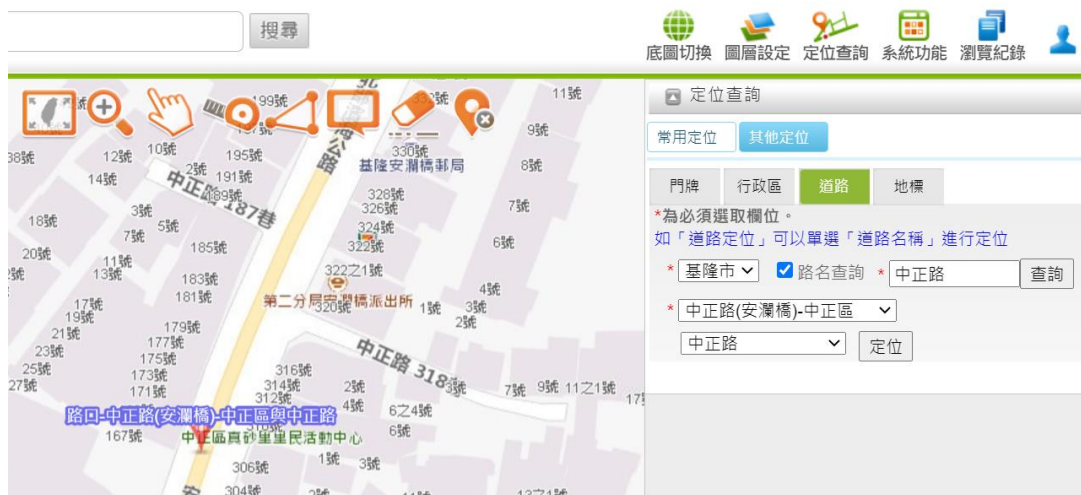 搜尋
底圖切換 圖層設定 定位查詢 系統功能 瀏覽紀錄
定位查詢
常用定位 其他定位
門牌 行政區 道路 地標
*為必須選取欄位。
如「道路定位」可以單選「道路名稱」進行定位
* 基隆市 路名查詢 * 中正路 查詢
* 中正路(安瀾橋)-中正區
中正路 定位
199號
11號
9號
12號
10號
195號
330號
基隆安瀾橋郵局
8號
14號
2號
191號
189號
中正路 187巷
公路
328號
326號
7號
3號
5號
18號
7號
324號
322號
6號
185號
20號
11號
13號
322之1號
183號
181號
第二分局安瀾橋派出所
320號
1號
3號
4號
2號
17號
19號
21號
179號
177號
23號
175號
25號
173號
27號
171號
中正路 318
316號
314號
312號
2號
4號
3號
7號
9號
11之1號
路口-中正路(安瀾橋)-中正區與中正路
6之4號
167號
中正區真砂里里民活動中心
6號
306號
1號
3號
304號